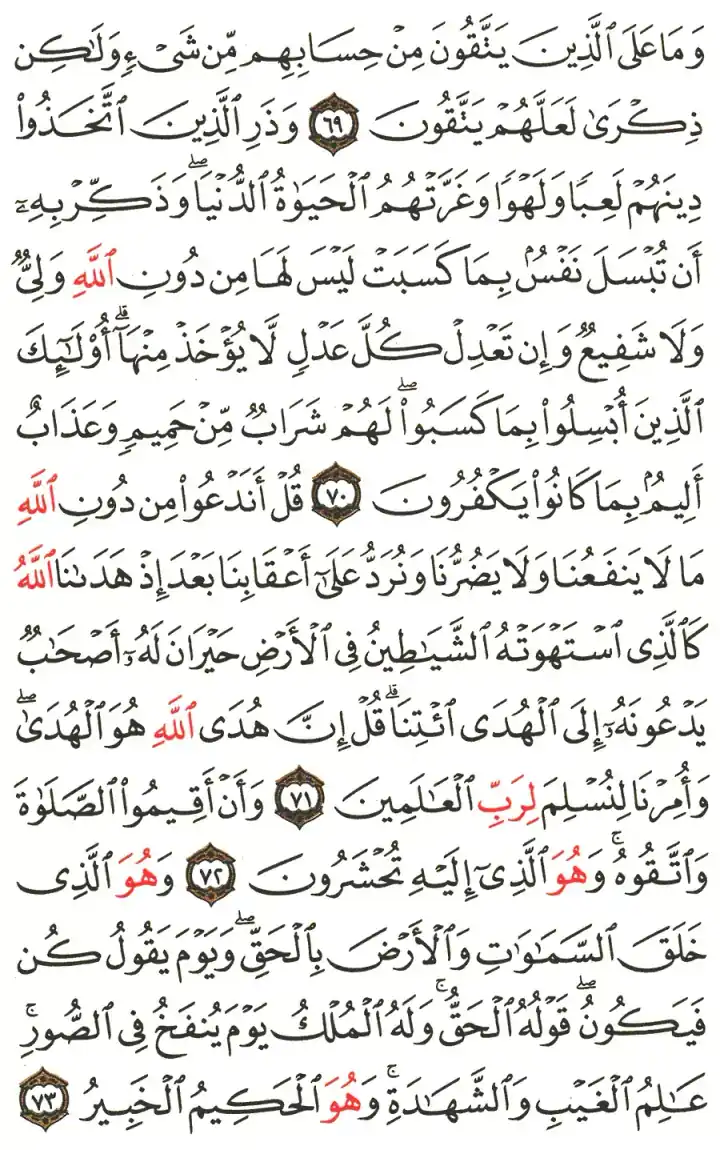 وَمَا عَلَى ٱلَّذِينَ يَتَّقُونَ مِنْ حِسَابِهِم مِّن شَىْءٍ وَلَـٰكِن
ذِكْرَىٰ لَعَلَّهُمْ يَتَّقُونَ ٦٩ وَذَرِ ٱلَّذِينَ ٱتَّخَذُوا۟
دِينَهُمْ لَعِبًا وَلَهْوًا وَغَرَّتْهُمُ ٱلْحَيَوٰةُ ٱلدُّنْيَا ۖ وَذَكِّرْ بِهِۦٓ
أَن تُبْسَلَ نَفْسٌۢ بِمَا كَسَبَتْ لَيْسَ لَهَا مِن دُونِ ٱللَّهِ وَلِىٌّ
وَلَا شَفِيعٌ وَإِن تَعْدِلْ كُلَّ عَدْلٍ لَّا يُؤْخَذْ مِنْهَآ ۗ أُو۟لَـٰٓئِكَ
ٱلَّذِينَ أُبْسِلُوا۟ بِمَا كَسَبُوا۟ ۖ لَهُمْ شَرَابٌ مِّنْ حَمِيمٍ وَعَذَابٌ
أَلِيمٌۢ بِمَا كَانُوا۟ يَكْفُرُونَ ٧٠ قُلْ أَنَدْعُوا۟ مِن دُونِ ٱللَّهِ
مَا لَا يَنفَعُنَا وَلَا يَضُرُّنَا وَنُرَدُّ عَلَىٰٓ أَعْقَابِنَا بَعْدَ إِذْ هَدَىٰنَا ٱللَّهُ
كَٱلَّذِى ٱسْتَهْوَتْهُ ٱلشَّيَـٰطِينُ فِى ٱلْأَرْضِ حَيْرَانَ لَهُۥٓ أَصْحَـٰبٌ
يَدْعُونَهُۥٓ إِلَى ٱلْهُدَى ٱئْتِنَا ۗ قُلْ إِنَّ هُدَى ٱللَّهِ هُوَ ٱلْهُدَىٰ ۖ
وَأُمِرْنَا لِنُسْلِمَ لِرَبِّ ٱلْعَـٰلَمِينَ ٧١ وَأَنْ أَقِيمُوا۟ ٱلصَّلَوٰةَ
وَٱتَّقُوهُ ۚ وَهُوَ ٱلَّذِىٓ إِلَيْهِ تُحْشَرُونَ ٧٢ وَهُوَ ٱلَّذِى
خَلَقَ ٱلسَّمَـٰوَٰتِ وَٱلْأَرْضَ بِٱلْحَقِّ ۖ وَيَوْمَ يَقُولُ كُن
فَيَكُونُ ۖ قَوْلُهُ ٱلْحَقُّ ۚ وَلَهُ ٱلْمُلْكُ يَوْمَ يُنفَخُ فِى ٱلصُّورِ ۚ
عَـٰلِمُ ٱلْغَيْبِ وَٱلشَّهَـٰدَةِ ۚ وَهُوَ ٱلْحَكِيمُ ٱلْخَبِيرُ ٧٣